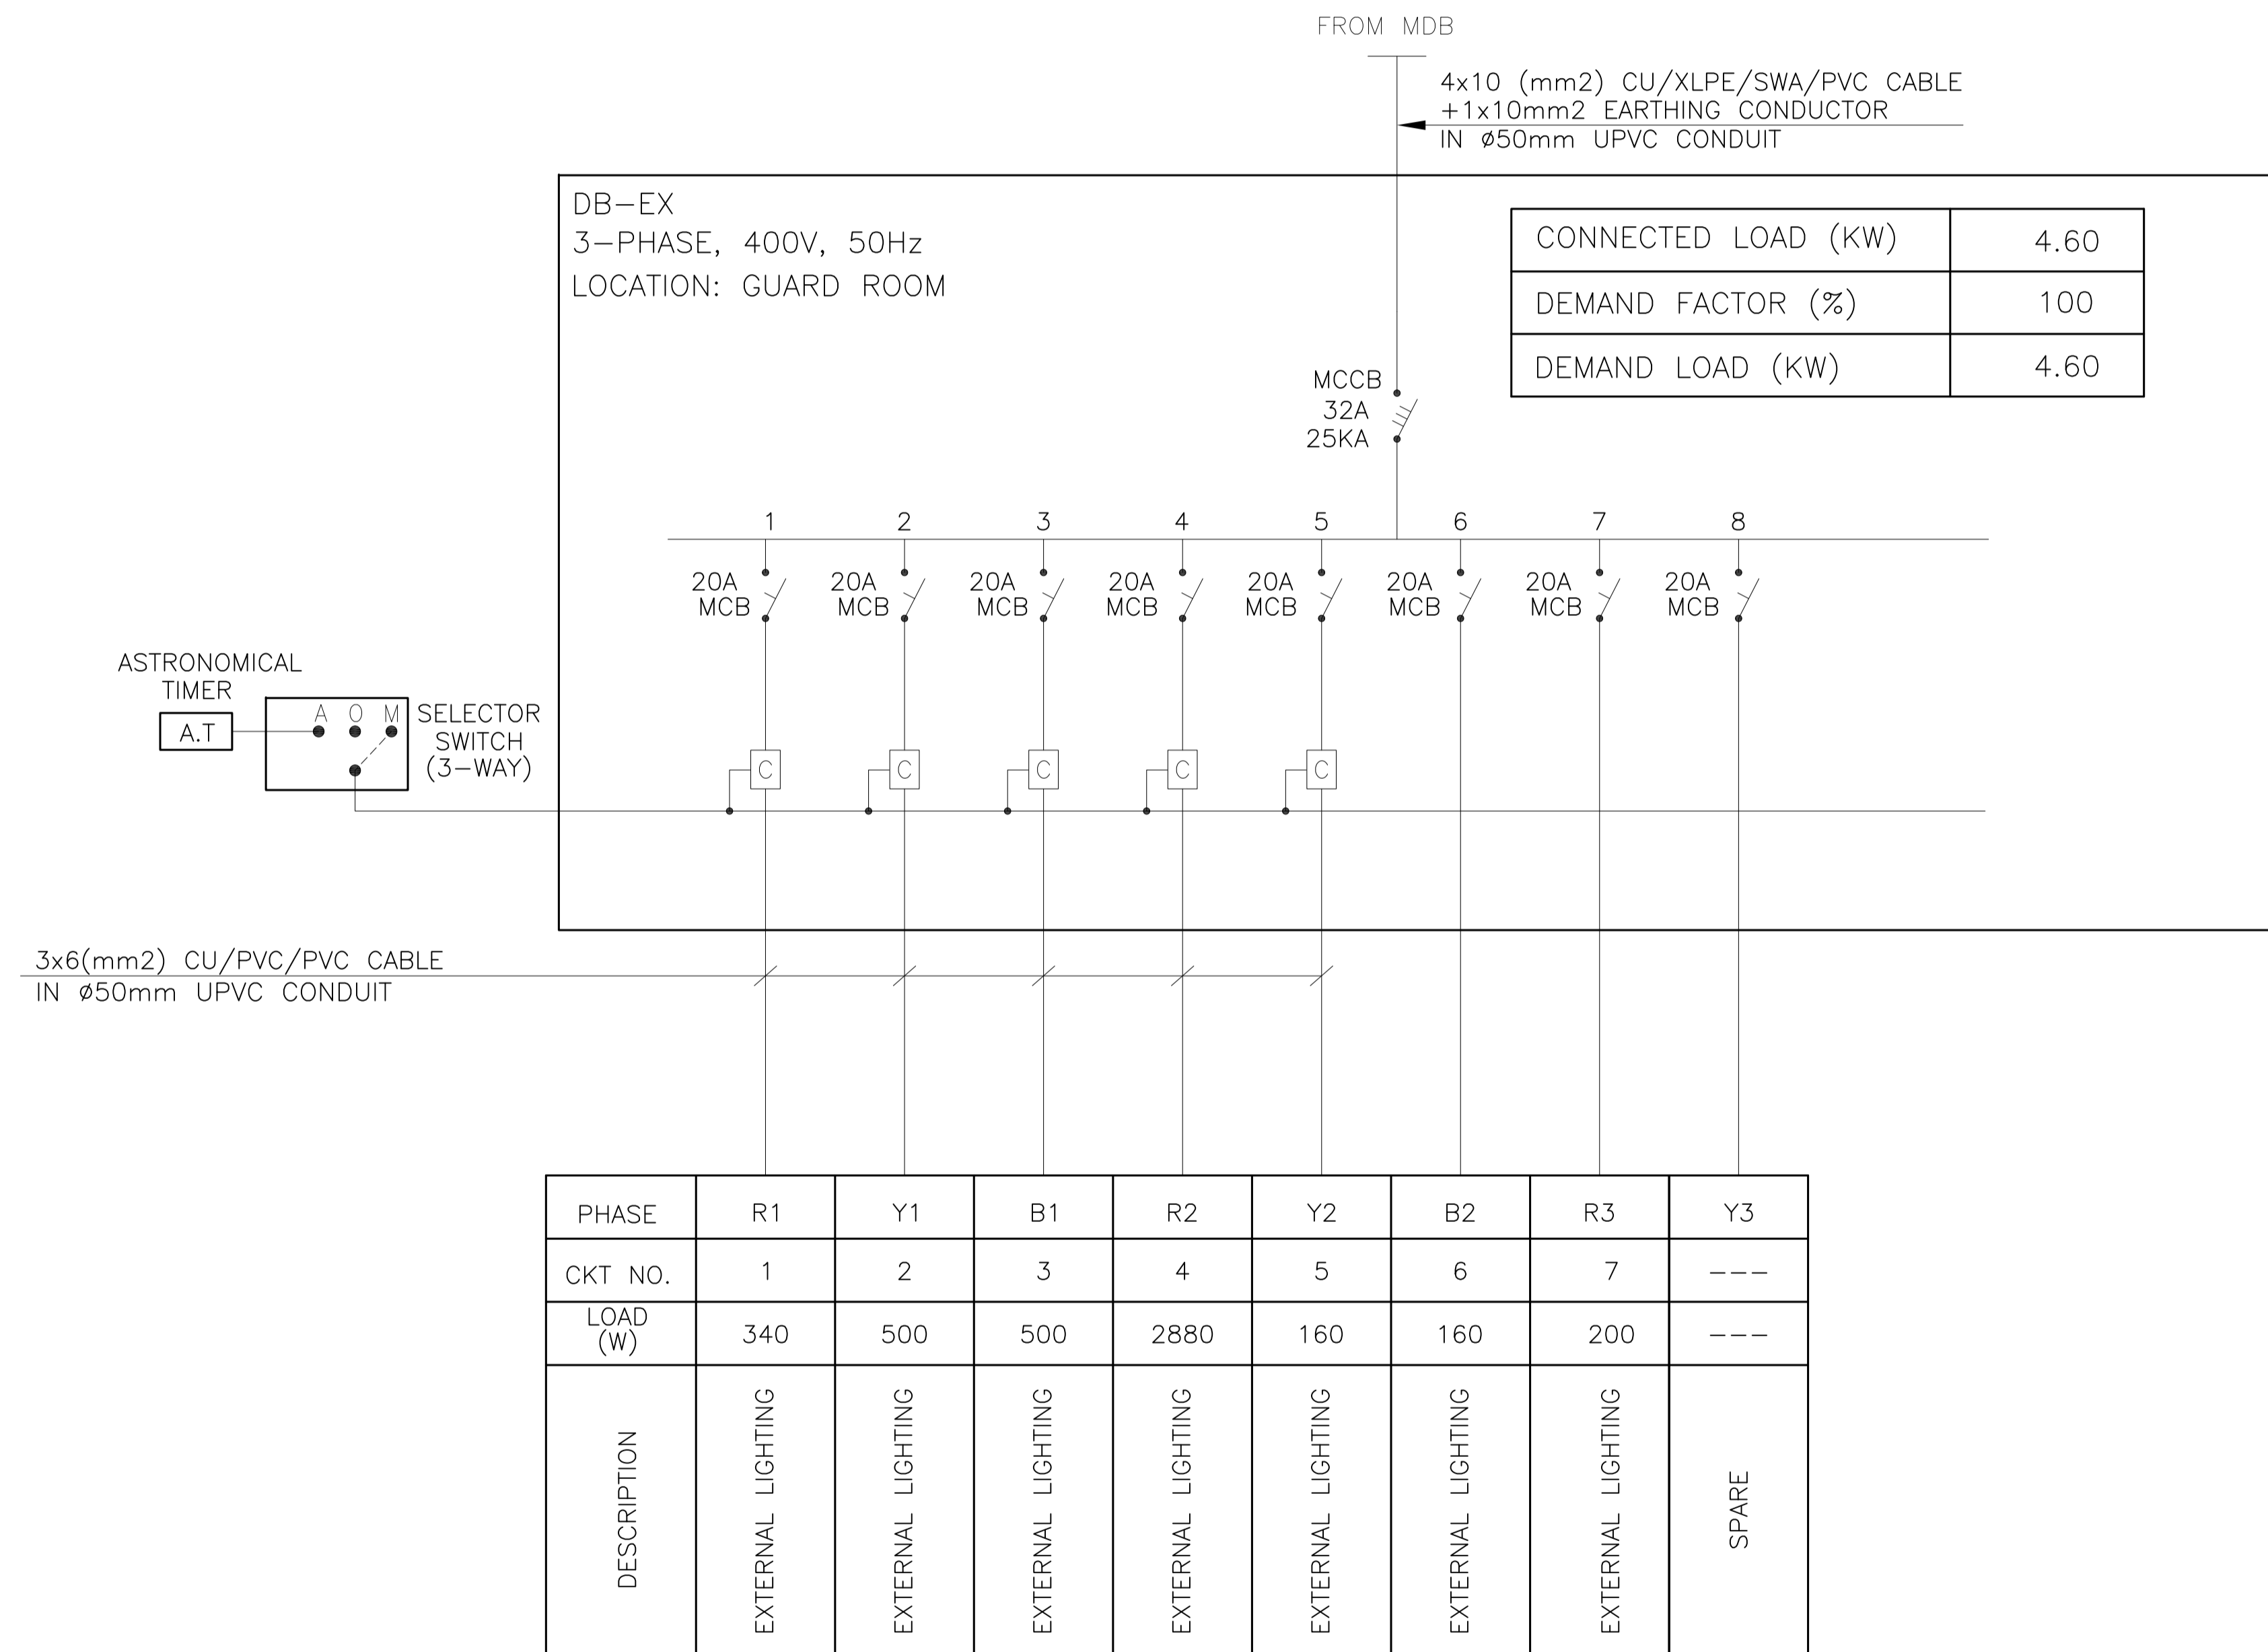 FROM MDB
4x10 (mm2) CU/XLPE/SWA/PVC CABLE
+1x10mm2 EARTHING CONDUCTOR
IN ø50mm UPVC CONDUIT
DB-EX
3-PHASE, 400V, 50Hz
LOCATION: GUARD ROOM
CONNECTED LOAD (KW) 4.60
DEMAND FACTOR (%) 100
DEMAND LOAD (KW) 4.60
MCCB
32A
25KA
1 2 3 4 5 6 7 8
20A 20A 20A 20A 20A 20A 20A 20A
MCB MCB MCB MCB MCB MCB MCB MCB
ASTRONOMICAL
TIMER
A.T
A O M
SELECTOR
SWITCH
(3-WAY)
C C C C C
3x6(mm2) CU/PVC/PVC CABLE
IN ø50mm UPVC CONDUIT
PHASE R1 Y1 B1 R2 Y2 B2 R3 Y3
CKT NO. 1 2 3 4 5 6 7 ---
LOAD
(W) 340 500 500 2880 160 160 200 ---
DESCRIPTION
EXTERNAL LIGHTING
EXTERNAL LIGHTING
EXTERNAL LIGHTING
EXTERNAL LIGHTING
EXTERNAL LIGHTING
EXTERNAL LIGHTING
EXTERNAL LIGHTING
SPARE